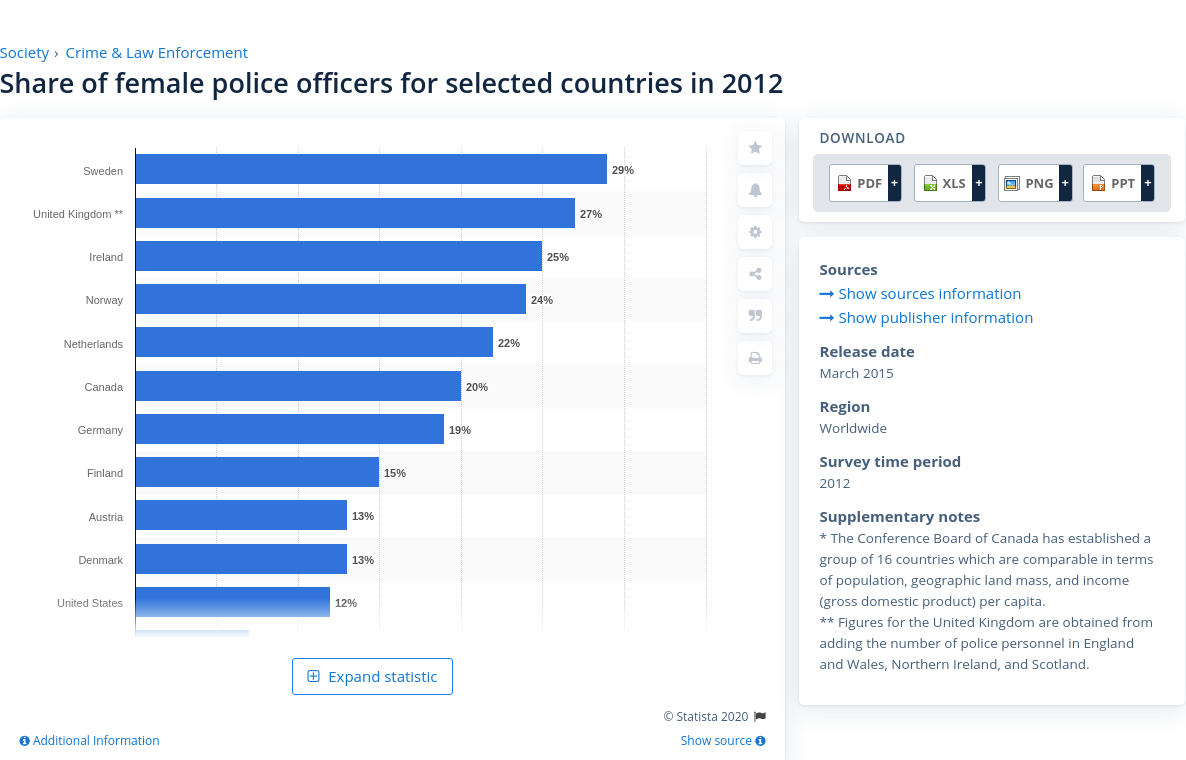 Society › Crime & Law Enforcement
Share of female police officers for selected countries in 2012
Sweden 29%
United Kingdom ** 27%
Ireland 25%
Norway 24%
Netherlands 22%
Canada 20%
Germany 19%
Finland 15%
Austria 13%
Denmark 13%
United States 12%
Expand statistic
© Statista 2020
Additional Information
Show source
DOWNLOAD
PDF + XLS + PNG + PPT +
Sources
Show sources information
Show publisher information
Release date
March 2015
Region
Worldwide
Survey time period
2012
Supplementary notes
* The Conference Board of Canada has established a
group of 16 countries which are comparable in terms
of population, geographic land mass, and income
(gross domestic product) per capita.
** Figures for the United Kingdom are obtained from
adding the number of police personnel in England
and Wales, Northern Ireland, and Scotland.